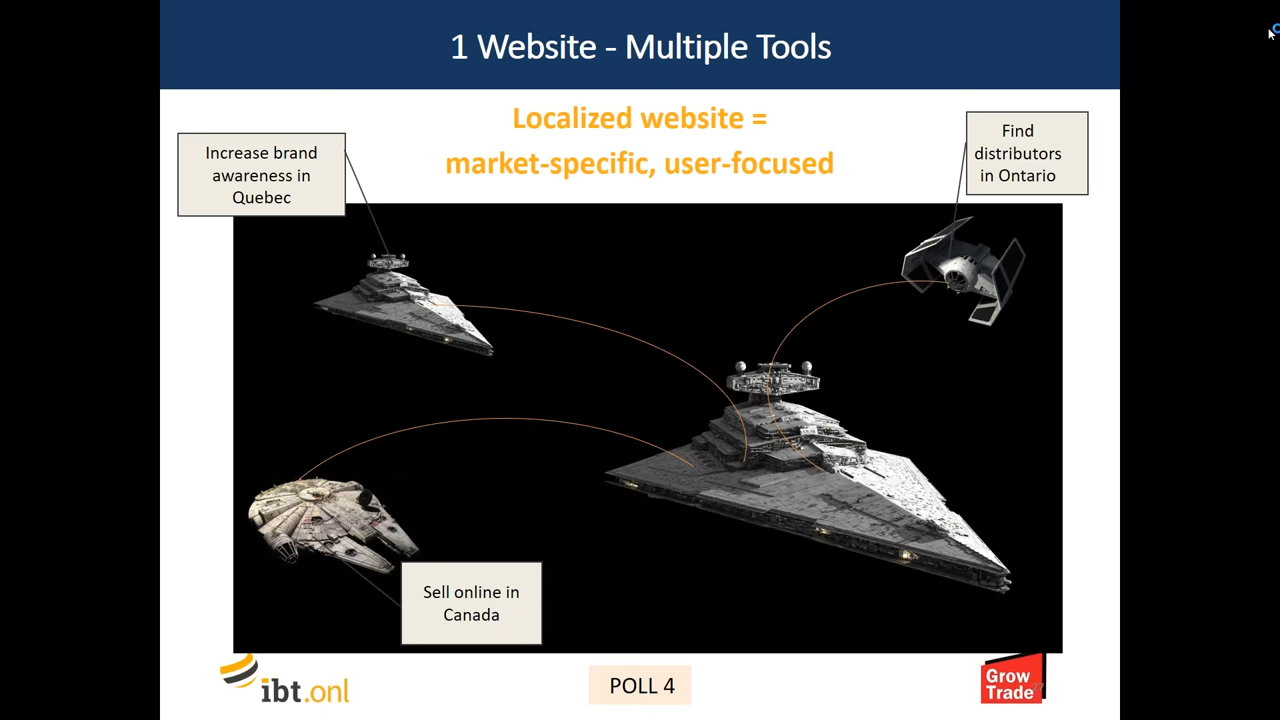 1 Website - Multiple Tools
Localized website =
market-specific, user-focused
Increase brand
awareness in
Quebec
Find
distributors
in Ontario
Sell online in
Canada
ibt.onl
POLL 4
Grow
Trade